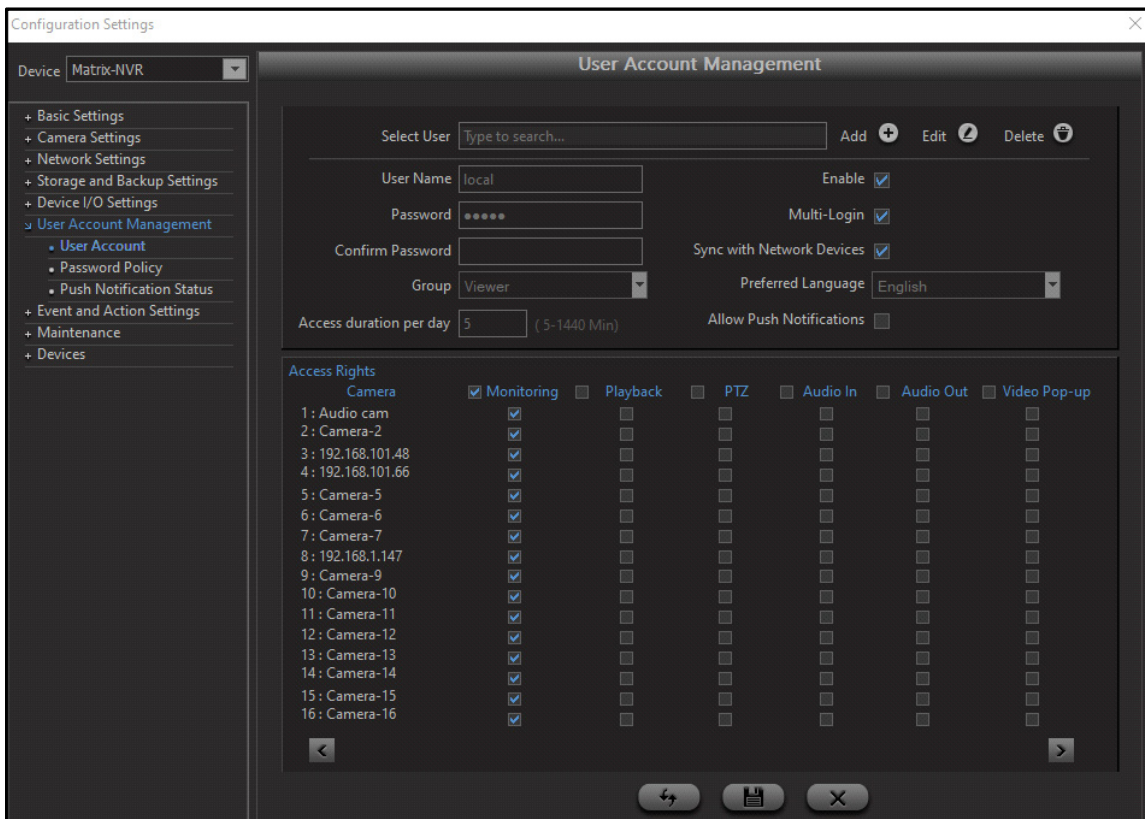 Configuration Settings
Device Matrix-NVR
+ Basic Settings
+ Camera Settings
+ Network Settings
+ Storage and Backup Settings
+ Device I/O Settings
User Account Management
• User Account
• Password Policy
• Push Notification Status
+ Event and Action Settings
+ Maintenance
+ Devices
User Account Management
Select User Type to search... Add Edit Delete
User Name local Enable
Password ●●●●● Multi-Login
Confirm Password Sync with Network Devices
Group Viewer Preferred Language English
Access duration per day 5 ( 5-1440 Min) Allow Push Notifications
Access Rights
Camera Monitoring Playback PTZ Audio In Audio Out Video Pop-up
1 : Audio cam
2 : Camera-2
3 : 192.168.101.48
4 : 192.168.101.66
5 : Camera-5
6 : Camera-6
7 : Camera-7
8 : 192.168.1.147
9 : Camera-9
10 : Camera-10
11 : Camera-11
12 : Camera-12
13 : Camera-13
14 : Camera-14
15 : Camera-15
16 : Camera-16